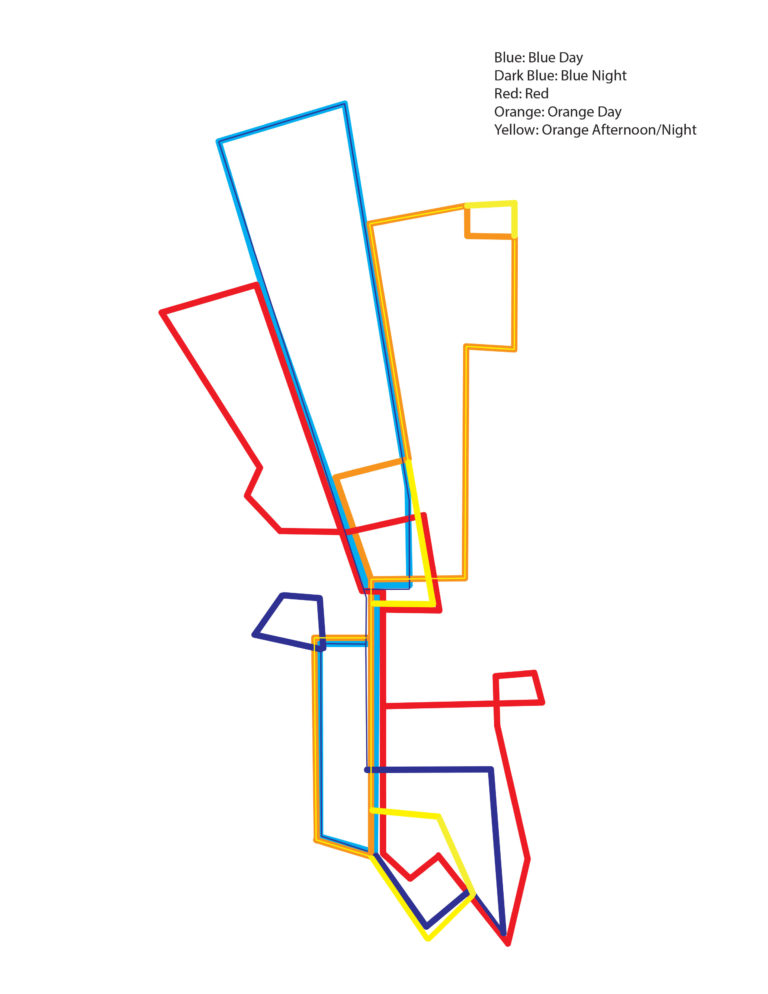 Blue: Blue Day
Dark Blue: Blue Night
Red: Red
Orange: Orange Day
Yellow: Orange Afternoon/Night